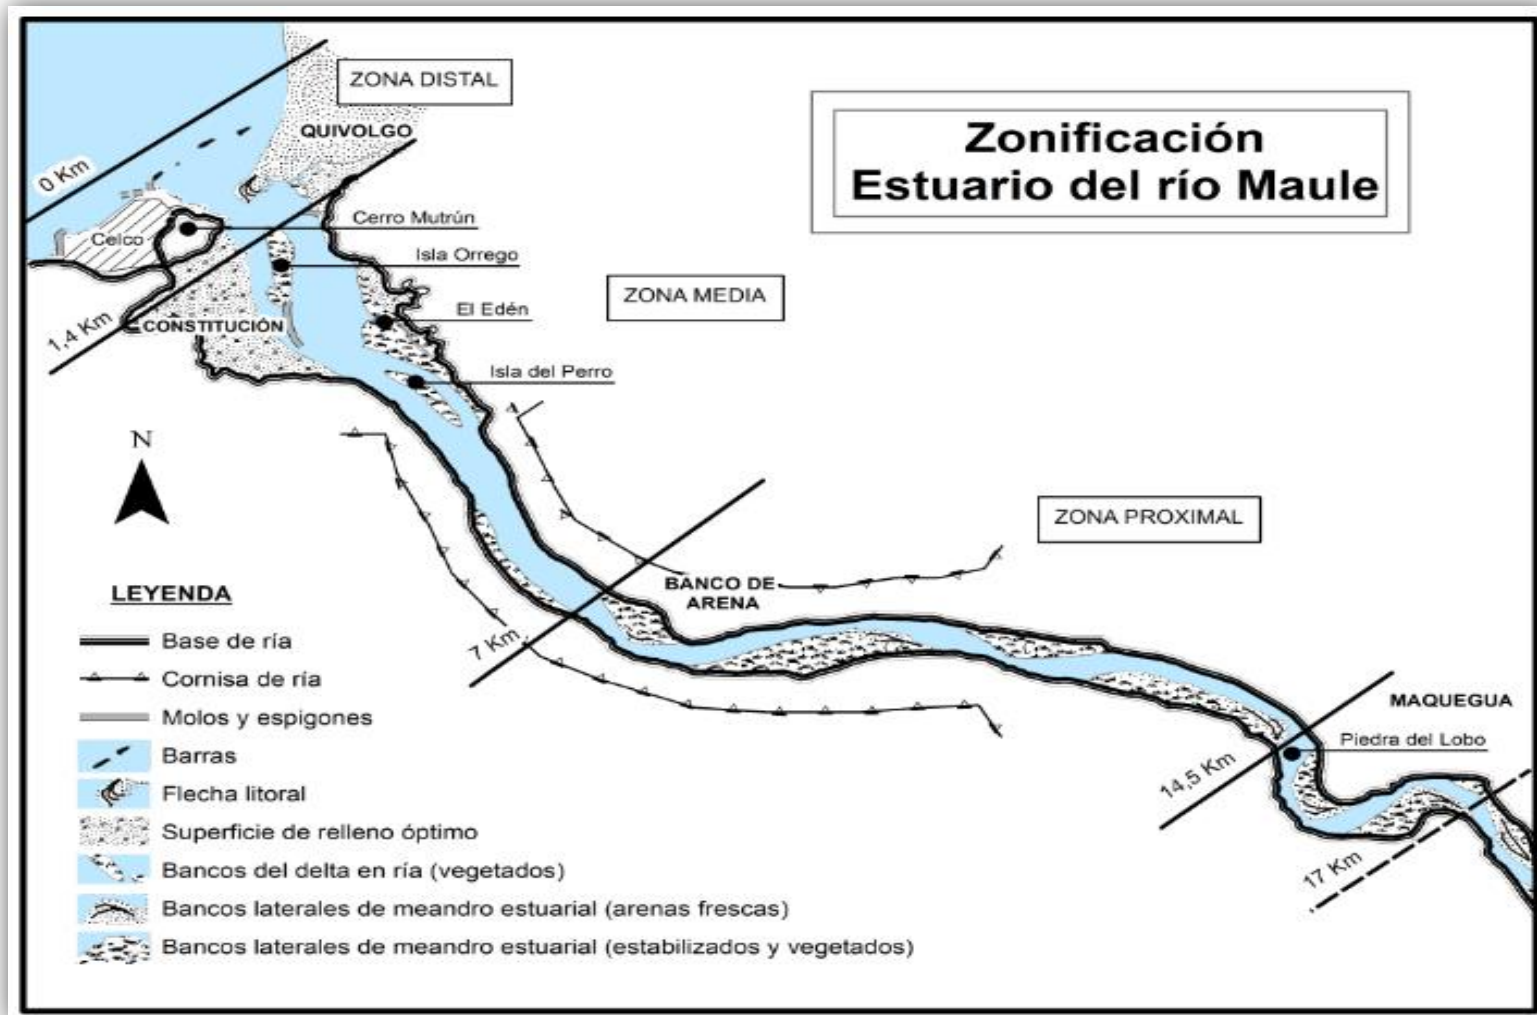 ZONA DISTAL
QUIVOLGO
0 Km
Zonificación
Estuario del río Maule
Cerro Mutrún
Celco
Isla Orrego
ZONA MEDIA
El Edén
1,4 Km
CONSTITUCIÓN
Isla del Perro
N
ZONA PROXIMAL
BANCO DE
ARENA
7 Km
MAQUEGUA
Piedra del Lobo
14,5 Km
17 Km
LEYENDA
Base de ría
Cornisa de ría
Molos y espigones
Barras
Flecha litoral
Superficie de relleno óptimo
Bancos del delta en ría (vegetados)
Bancos laterales de meandro estuarial (arenas frescas)
Bancos laterales de meandro estuarial (estabilizados y vegetados)